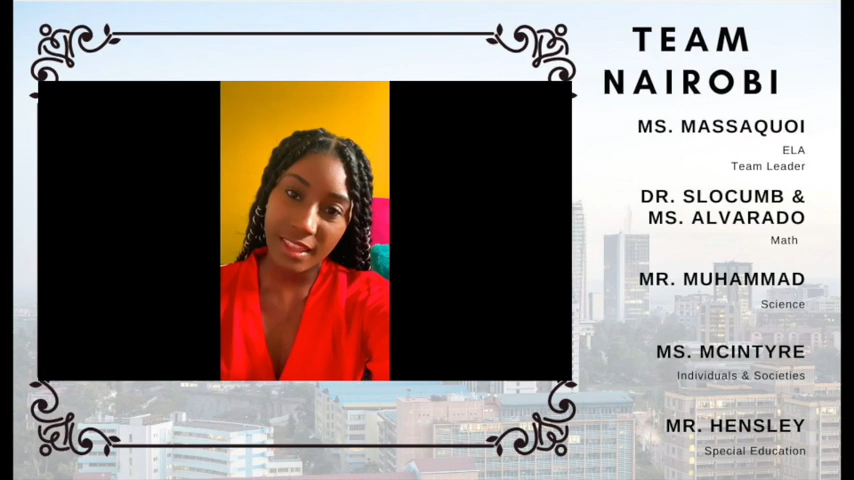 TEAM
NAIROBI
MS. MASSAQUOI
ELA
Team Leader
DR. SLOCUMB &
MS. ALVARADO
Math
MR. MUHAMMAD
Science
MS. MCINTYRE
Individuals & Societies
MR. HENSLEY
Special Education